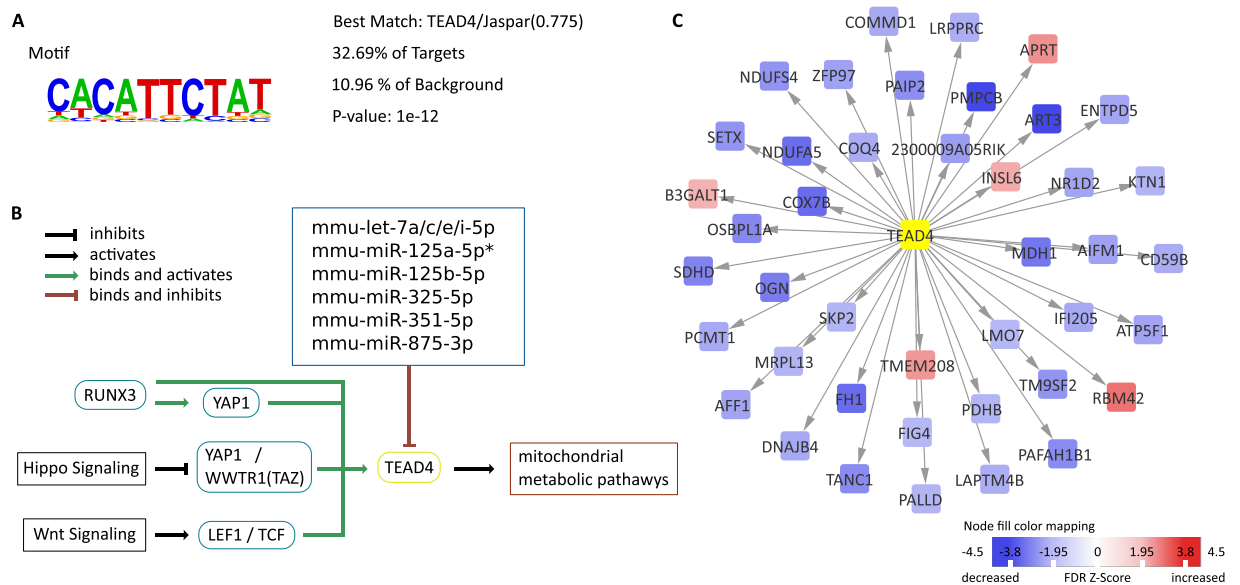 A
Motif
CACATTCTAT
Best Match: TEAD4/Jaspar(0.775)
32.69% of Targets
10.96 % of Background
P-value: 1e-12
B
inhibits
activates
binds and activates
binds and inhibits
mmu-let-7a/c/e/i-5p
mmu-miR-125a-5p*
mmu-miR-125b-5p
mmu-miR-325-5p
mmu-miR-351-5p
mmu-miR-875-3p
RUNX3
YAP1
Hippo Signaling
YAP1 /
WWTR1(TAZ)
TEAD4
mitochondrial
metabolic pathawys
Wnt Signaling
LEF1 / TCF
C
COMMD1
LRPPRC
APRT
NDUFS4
ZFP97
PAIP2
PMPCB
ART3
ENTPD5
SETX
NDUFA5
COQ4
2300009A05RIK
INSL6
NR1D2
KTN1
B3GALT1
COX7B
OSBPL1A
TEAD4
MDH1
AIFM1
CD59B
SDHD
OGN
SKP2
IFI205
ATP5F1
PCMT1
MRPL13
LMO7
TMEM208
TM9SF2
RBM42
AFF1
FH1
PDHB
DNAJB4
FIG4
PAFAH1B1
TANC1
PALLD
LAPTM4B
Node fill color mapping
-4.5
-3.8
-1.95
0
1.95
3.8
4.5
decreased
FDR Z-Score
increased